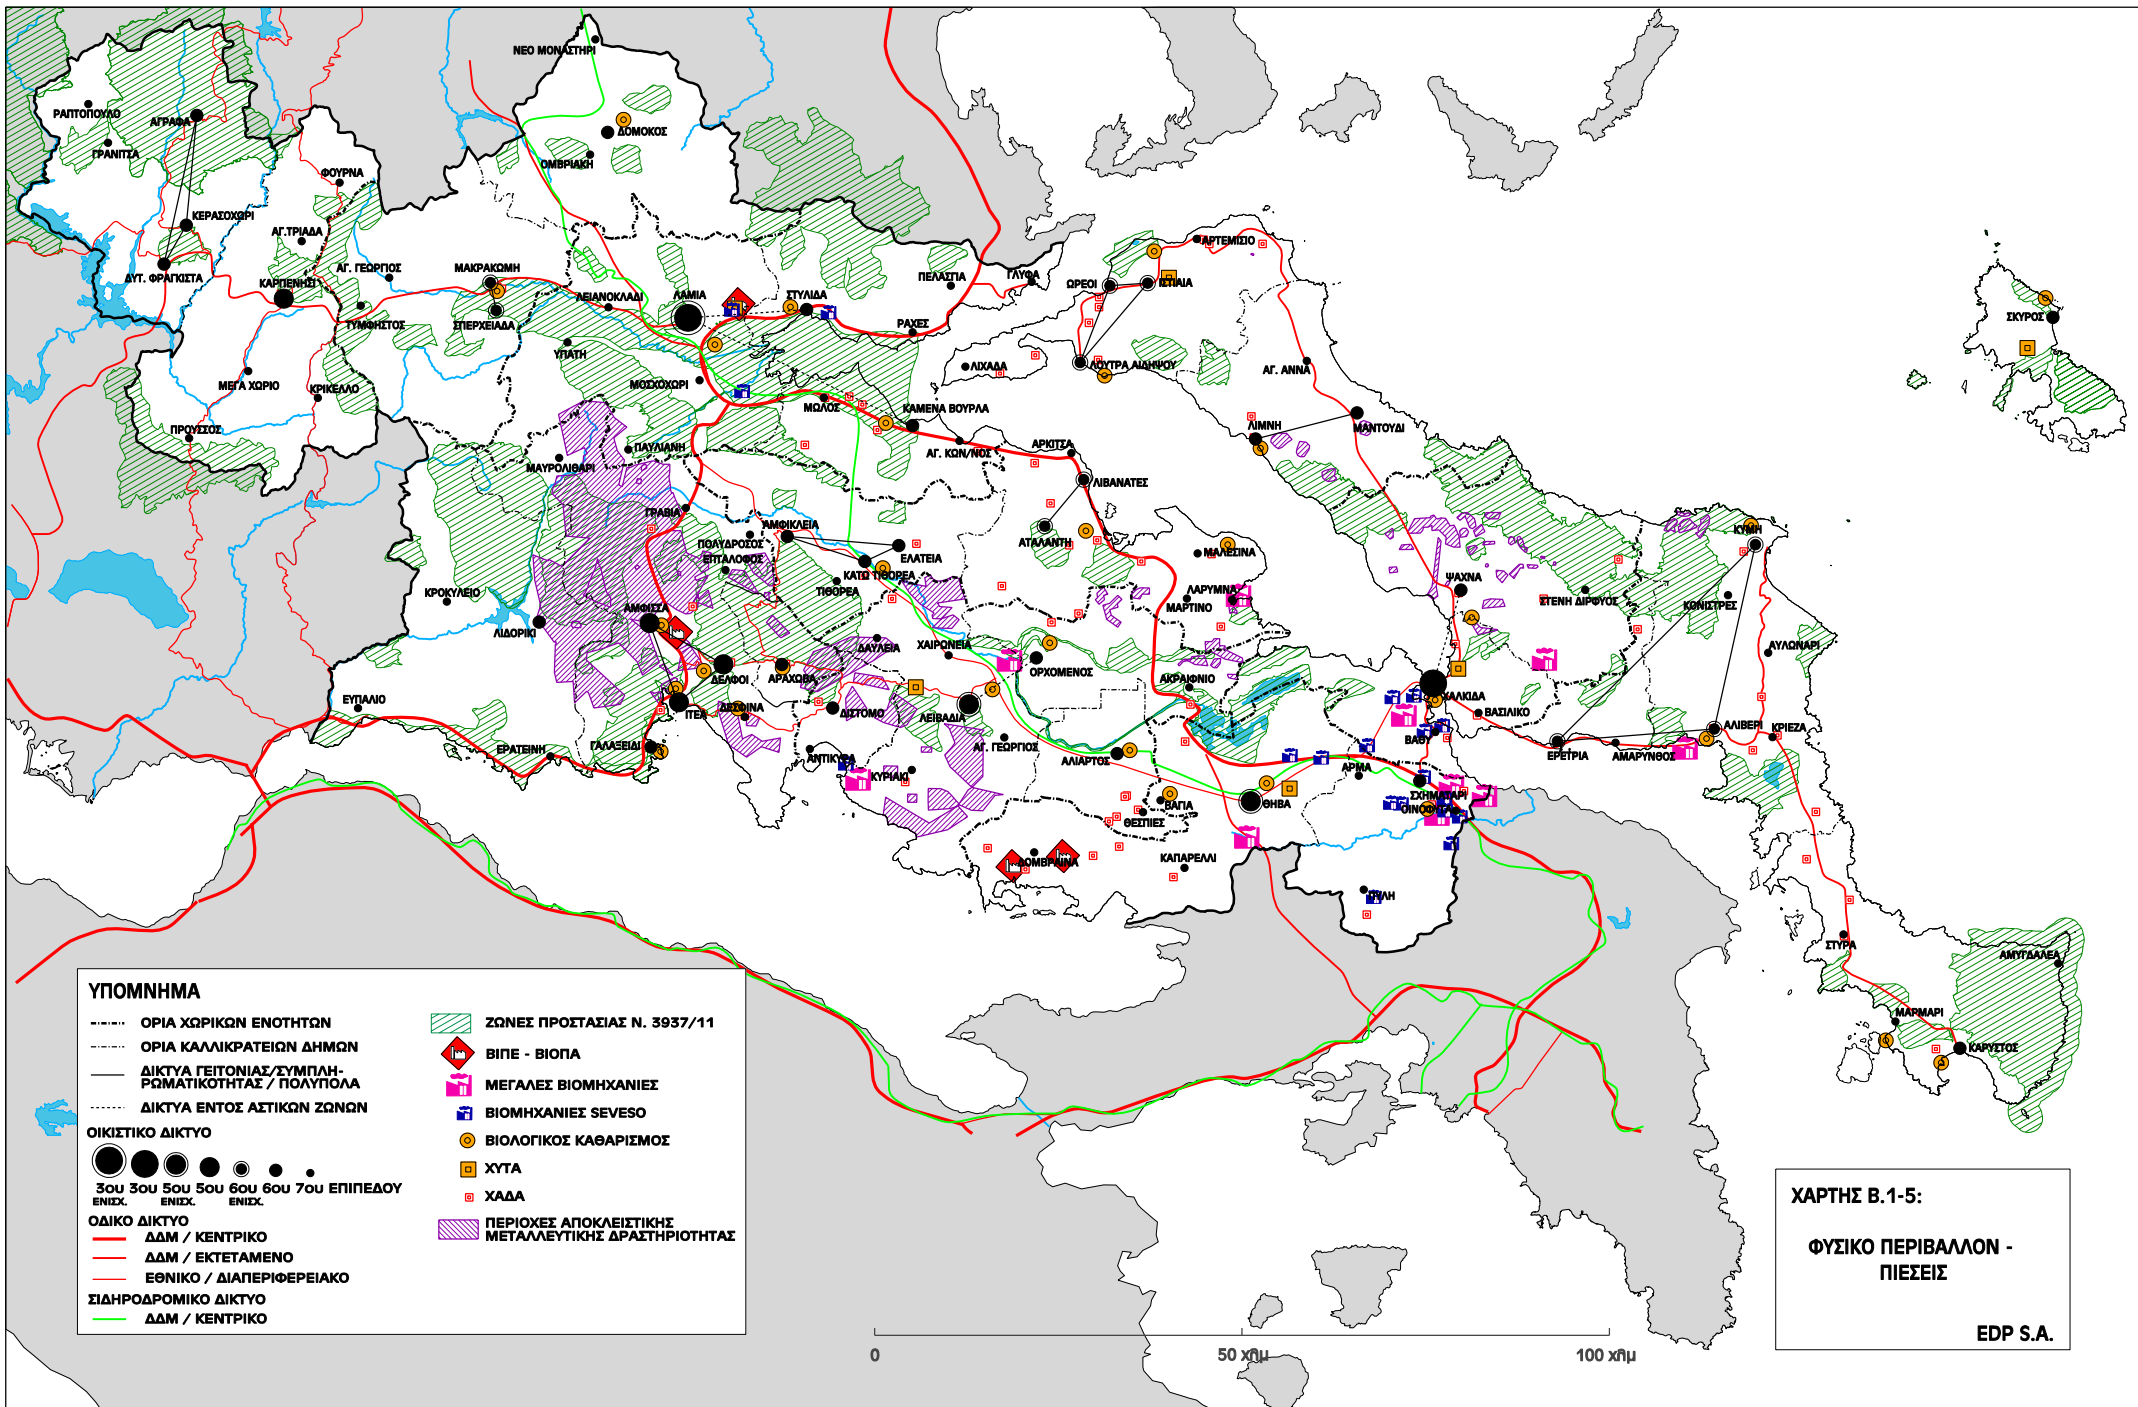 ΝΕΟ ΜΟΝΑΣΤΗΡΙ
ΡΑΠΤΟΠΟΥΛΟ
ΑΓΡΑΦΑ
ΓΡΑΝΙΤΣΑ
ΔΟΜΟΚΟΣ
ΟΜΒΡΙΑΚΗ
ΦΟΥΡΝΑ
ΚΕΡΑΣΟΧΩΡΙ
ΑΓ.ΤΡΙΑΔΑ
ΔΥΤ. ΦΡΑΓΚΙΣΤΑ
ΚΑΡΠΕΝΗΣΙ
ΑΓ. ΓΕΩΡΓΙΟΣ
ΜΑΚΡΑΚΩΜΗ
ΤΥΜΦΗΣΤΟΣ
ΣΠΕΡΧΕΙΑΔΑ
ΛΕΙΑΝΟΚΛΑΔΙ
ΛΑΜΙΑ
ΣΤΥΛΙΔΑ
ΠΕΛΑΣΓΙΑ
ΓΛΥΦΑ
ΡΑΧΕΣ
ΩΡΕΟΙ
ΙΣΤΙΑΙΑ
ΑΡΤΕΜΙΣΙΟ
ΣΚΥΡΟΣ
ΥΠΑΤΗ
ΜΟΣΧΟΧΩΡΙ
ΛΙΧΑΔΑ
ΛΟΥΤΡΑ ΑΙΔΗΨΟΥ
ΑΓ. ΑΝΝΑ
ΜΕΓΑ ΧΩΡΙΟ
ΚΡΙΚΕΛΛΟ
ΠΡΟΥΣΣΟΣ
ΜΩΛΟΣ
ΚΑΜΕΝΑ ΒΟΥΡΛΑ
ΑΓ. ΚΩΝ/ΝΟΣ
ΑΡΚΙΤΣΑ
ΛΙΜΝΗ
ΜΑΝΤΟΥΔΙ
ΠΑΥΛΙΑΝΗ
ΜΑΥΡΟΛΙΘΑΡΙ
ΛΙΒΑΝΑΤΕΣ
ΓΡΑΒΙΑ
ΑΜΦΙΚΛΕΙΑ
ΠΟΛΥΔΡΟΣΟΣ
ΕΠΤΑΛΟΦΟΣ
ΕΛΑΤΕΙΑ
ΚΑΤΩ ΤΙΘΟΡΕΑ
ΤΙΘΟΡΕΑ
ΑΤΑΛΑΝΤΗ
ΜΑΛΕΣΙΝΑ
ΛΑΡΥΜΝΑ
ΜΑΡΤΙΝΟ
ΨΑΧΝΑ
ΣΤΕΝΗ ΔΙΡΦΥΟΣ
ΚΥΜΗ
ΚΟΝΙΣΤΡΕΣ
ΑΥΛΩΝΑΡΙ
ΚΡΟΚΥΛΕΙΟ
ΛΙΔΟΡΙΚΙ
ΑΜΦΙΣΣΑ
ΔΑΥΛΕΙΑ
ΧΑΙΡΩΝΕΙΑ
ΟΡΧΟΜΕΝΟΣ
ΑΚΡΑΙΦΝΙΟ
ΔΕΛΦΟΙ
ΑΡΑΧΩΒΑ
ΕΥΠΑΛΙΟ
ΙΤΕΑ
ΔΕΣΦΙΝΑ
ΔΙΣΤΟΜΟ
ΛΕΙΒΑΔΙΑ
ΧΑΛΚΙΔΑ
ΒΑΣΙΛΙΚΟ
ΑΛΙΒΕΡΙ
ΚΡΙΕΖΑ
ΕΡΕΤΡΙΑ
ΑΜΑΡΥΝΘΟΣ
ΒΑΘΥ
ΕΡΑΤΕΙΝΗ
ΓΑΛΑΞΕΙΔΙ
ΑΝΤΙΚΥΡΑ
ΚΥΡΙΑΚΙ
ΑΓ. ΓΕΩΡΓΙΟΣ
ΑΛΙΑΡΤΟΣ
ΑΡΜΑ
ΣΧΗΜΑΤΑΡΙ
ΟΙΝΟΦΥΤΑ
ΘΗΒΑ
ΒΑΓΙΑ
ΘΕΣΠΙΕΣ
ΔΟΜΒΡΑΙΝΑ
ΚΑΠΑΡΕΛΛΙ
ΠΥΛΗ
ΣΤΥΡΑ
ΑΜΥΓΔΑΛΕΑ
ΜΑΡΜΑΡΙ
ΚΑΡΥΣΤΟΣ
ΥΠΟΜΝΗΜΑ
ΟΡΙΑ ΧΩΡΙΚΩΝ ΕΝΟΤΗΤΩΝ
ΟΡΙΑ ΚΑΛΛΙΚΡΑΤΕΙΩΝ ΔΗΜΩΝ
ΔΙΚΤΥΑ ΓΕΙΤΟΝΙΑΣ/ΣΥΜΠΛΗ-
ΡΩΜΑΤΙΚΟΤΗΤΑΣ / ΠΟΛΥΠΟΛΑ
ΔΙΚΤΥΑ ΕΝΤΟΣ ΑΣΤΙΚΩΝ ΖΩΝΩΝ
ΟΙΚΙΣΤΙΚΟ ΔΙΚΤΥΟ
3ου 3ου 5ου 5ου 6ου 6ου 7ου ΕΠΙΠΕΔΟΥ
ΕΝΙΣΧ. ΕΝΙΣΧ. ΕΝΙΣΧ.
ΟΔΙΚΟ ΔΙΚΤΥΟ
ΔΔΜ / ΚΕΝΤΡΙΚΟ
ΔΔΜ / ΕΚΤΕΤΑΜΕΝΟ
ΕΘΝΙΚΟ / ΔΙΑΠΕΡΙΦΕΡΕΙΑΚΟ
ΣΙΔΗΡΟΔΡΟΜΙΚΟ ΔΙΚΤΥΟ
ΔΔΜ / ΚΕΝΤΡΙΚΟ
ΖΩΝΕΣ ΠΡΟΣΤΑΣΙΑΣ Ν. 3937/11
ΒΙΠΕ - ΒΙΟΠΑ
ΜΕΓΑΛΕΣ ΒΙΟΜΗΧΑΝΙΕΣ
ΒΙΟΜΗΧΑΝΙΕΣ SEVESO
ΒΙΟΛΟΓΙΚΟΣ ΚΑΘΑΡΙΣΜΟΣ
ΧΥΤΑ
ΧΑΔΑ
ΠΕΡΙΟΧΕΣ ΑΠΟΚΛΕΙΣΤΙΚΗΣ
ΜΕΤΑΛΛΕΥΤΙΚΗΣ ΔΡΑΣΤΗΡΙΟΤΗΤΑΣ
0 50 χλμ 100 χλμ
ΧΑΡΤΗΣ Β.1-5:
ΦΥΣΙΚΟ ΠΕΡΙΒΑΛΛΟΝ -
ΠΙΕΣΕΙΣ
EDP S.A.